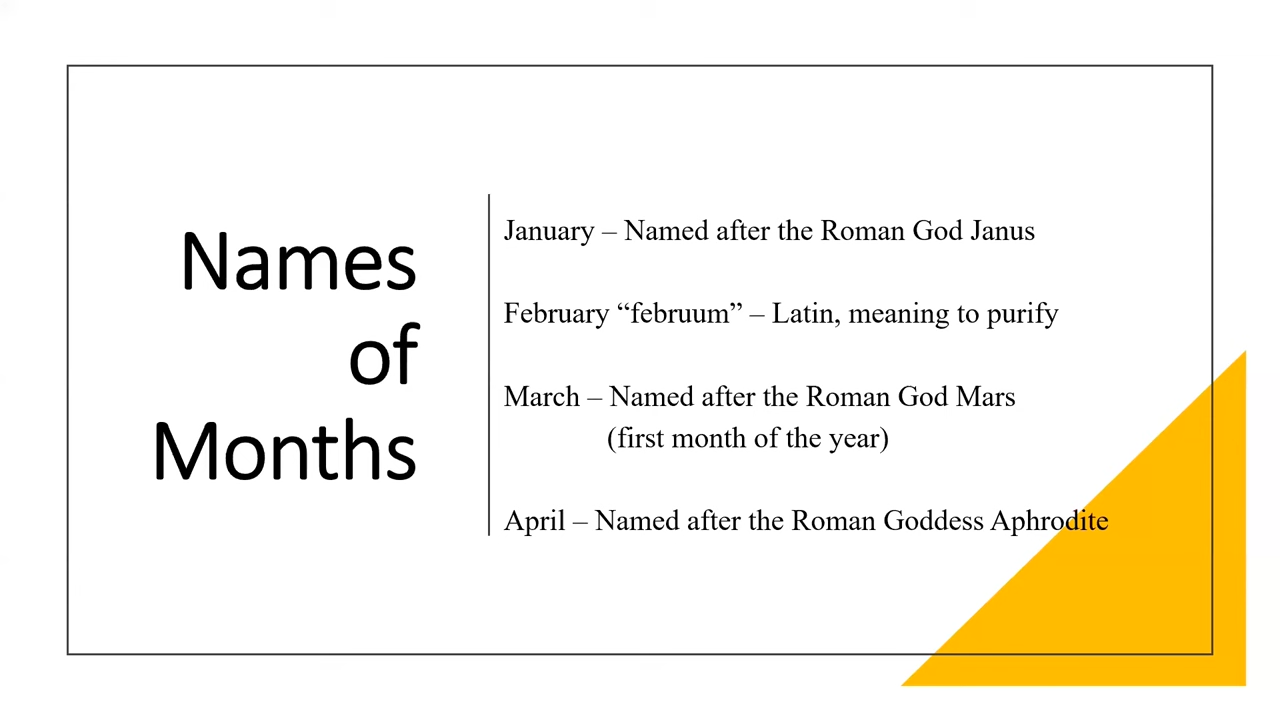 Names
of
Months
January – Named after the Roman God Janus
February “februum” – Latin, meaning to purify
March – Named after the Roman God Mars
(first month of the year)
April – Named after the Roman Goddess Aphrodite